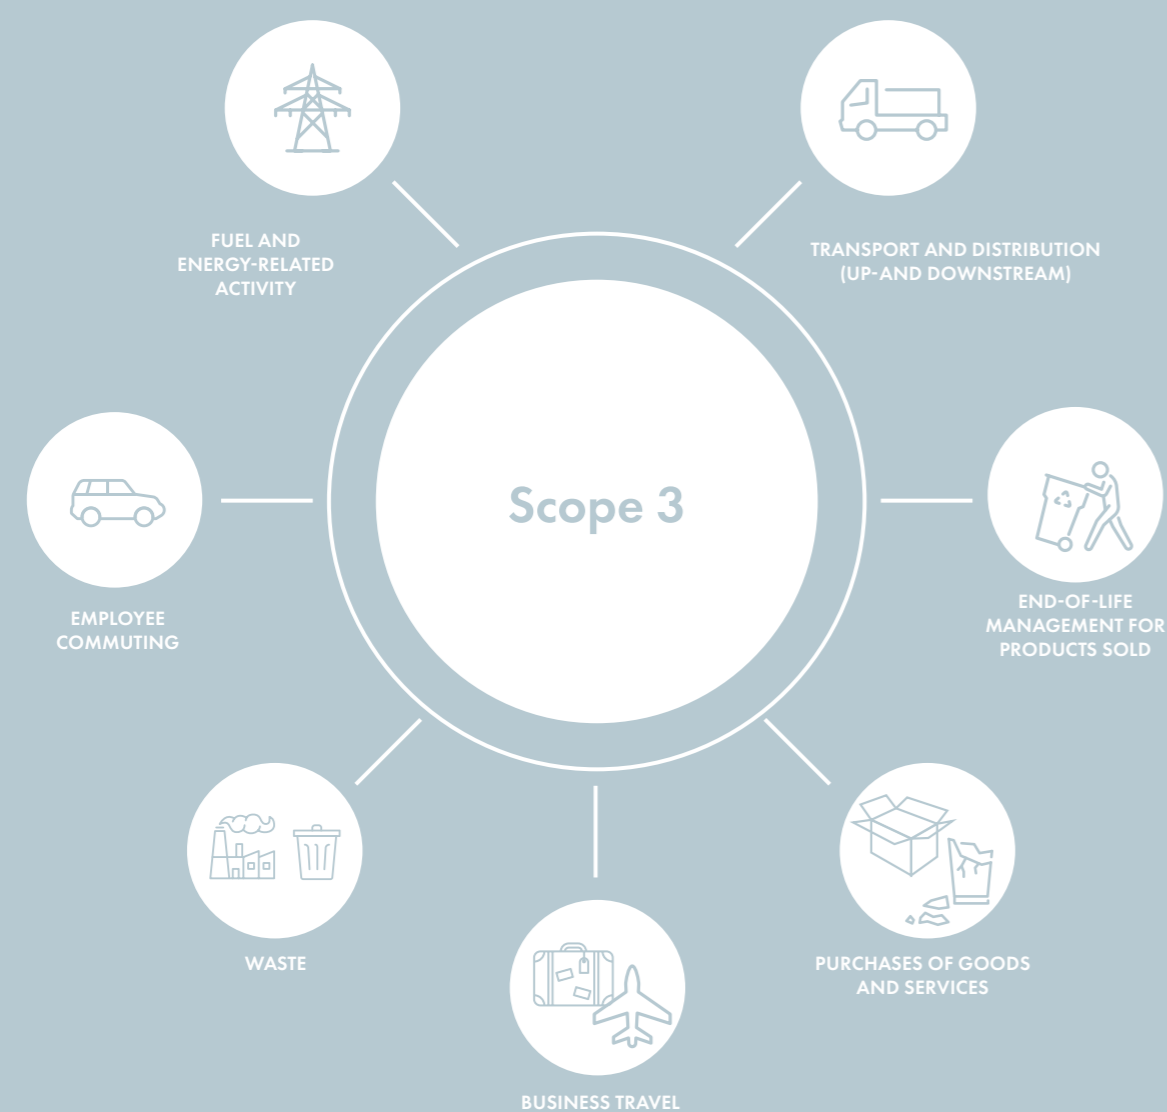 FUEL AND
ENERGY-RELATED
ACTIVITY
TRANSPORT AND DISTRIBUTION
(UP-AND DOWNSTREAM)
Scope 3
EMPLOYEE
COMMUTING
END-OF-LIFE
MANAGEMENT FOR
PRODUCTS SOLD
WASTE
PURCHASES OF GOODS
AND SERVICES
BUSINESS TRAVEL